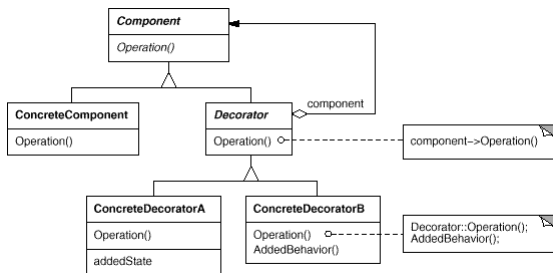 Component
Operation()
component
ConcreteComponent
Operation()
Decorator
Operation()
component->Operation()
ConcreteDecoratorA
Operation()
addedState
ConcreteDecoratorB
Operation()
AddedBehavior()
Decorator::Operation();
AddedBehavior();